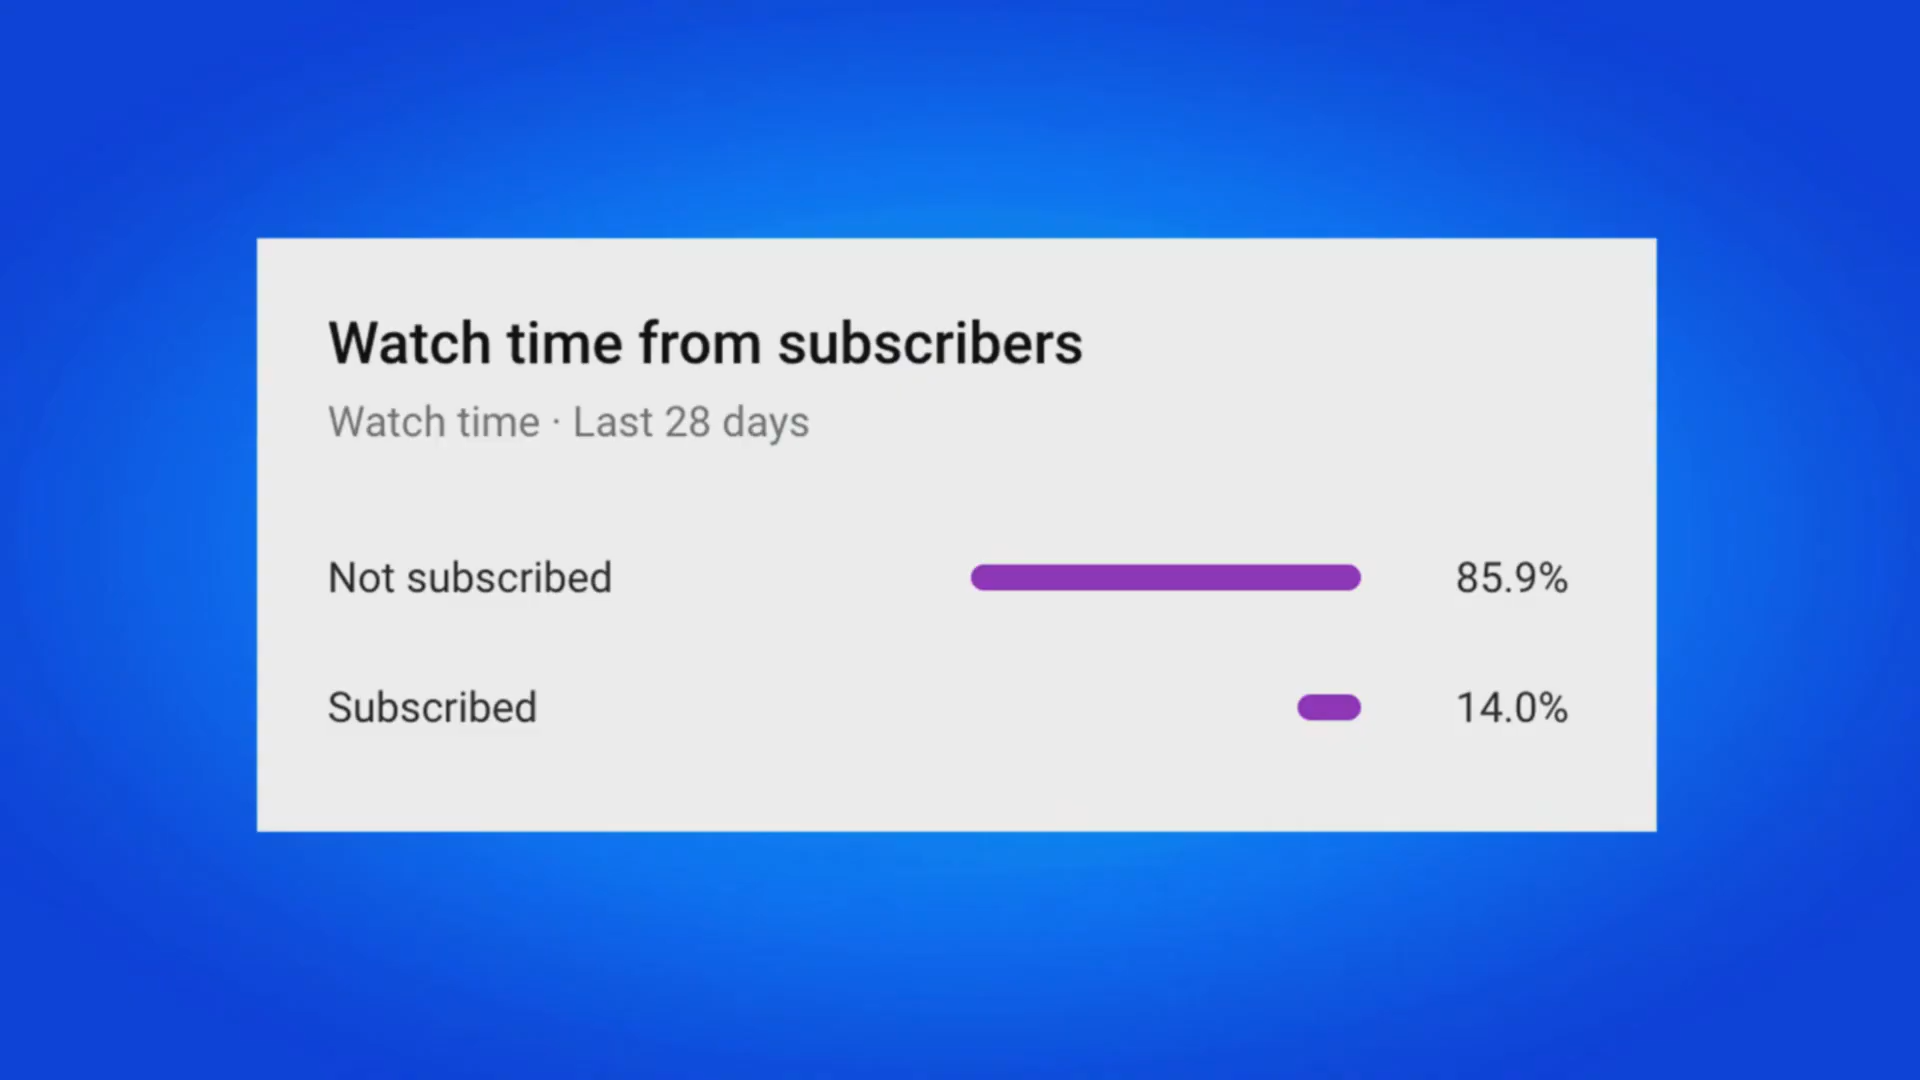 Watch time from subscribers
Watch time · Last 28 days
Not subscribed 85.9%
Subscribed 14.0%